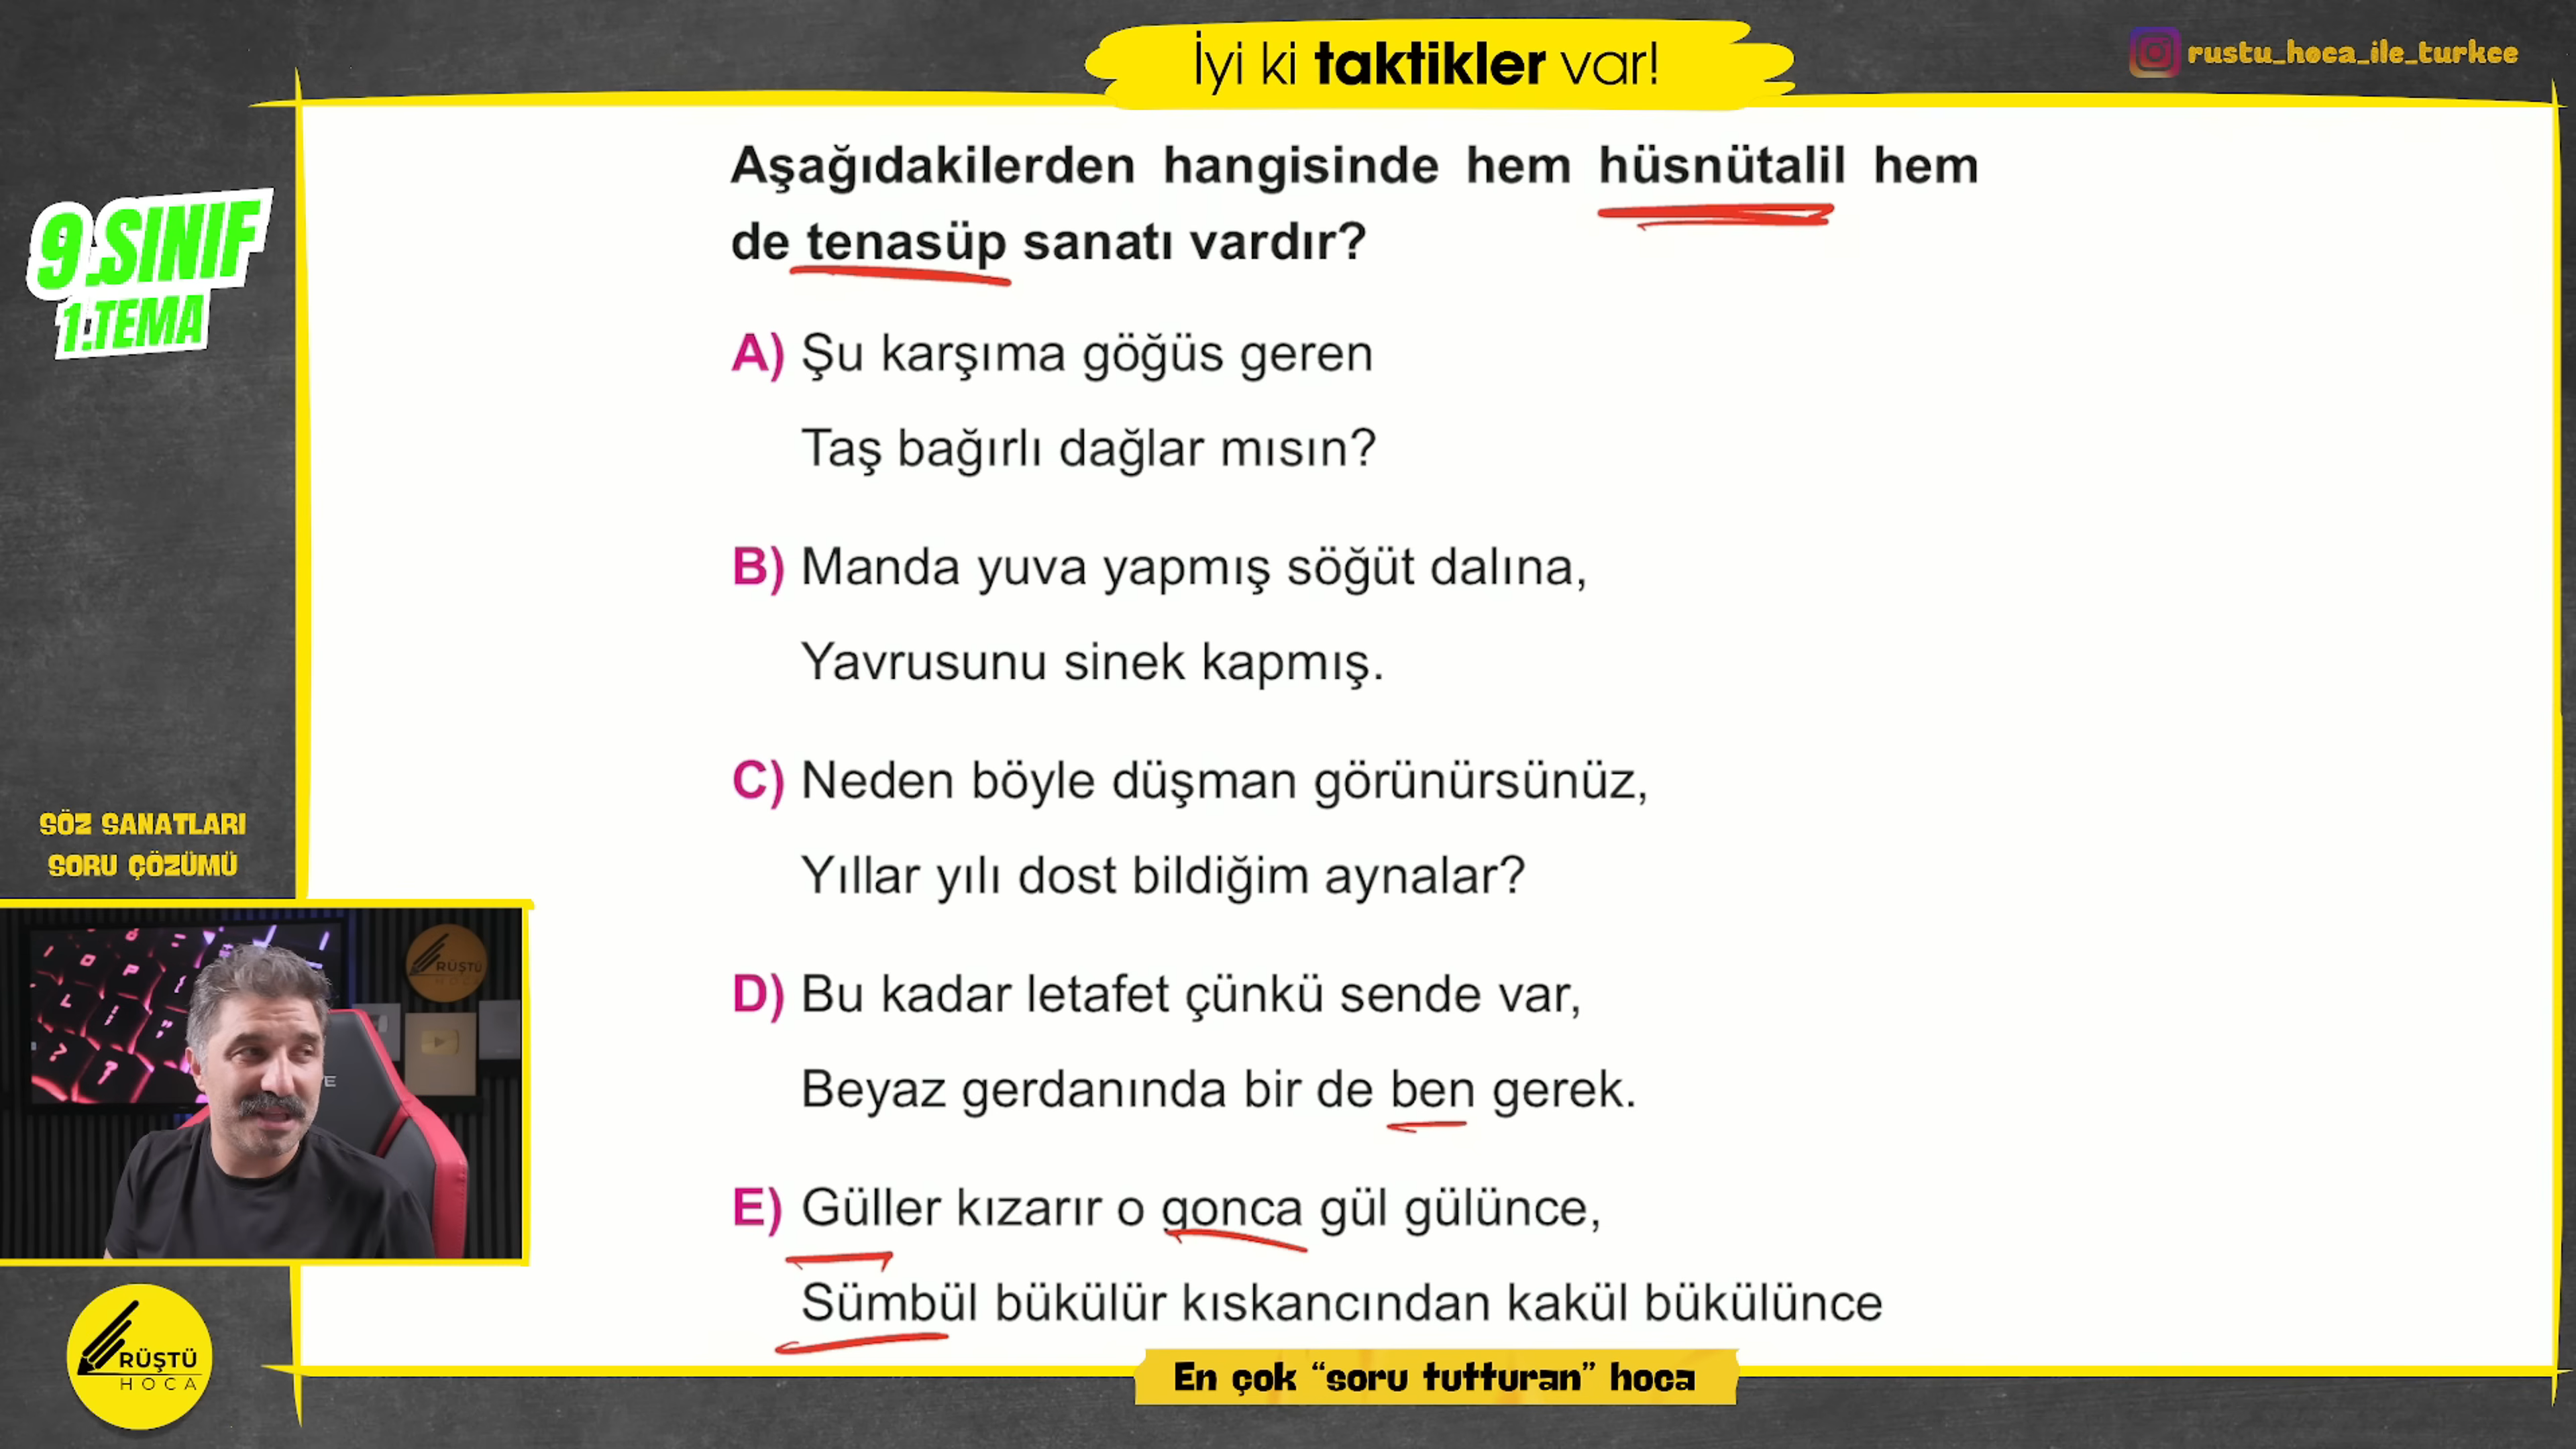 İyi ki taktikler var!
rustu_hoca_ile_turkce
9.SINIF
1.TEMA
Aşağıdakilerden hangisinde hem hüsnütalil hem
de tenasüp sanatı vardır?
A) Şu karşıma göğüs geren
Taş bağırlı dağlar mısın?
B) Manda yuva yapmış söğüt dalına,
Yavrusunu sinek kapmış.
C) Neden böyle düşman görünürsünüz,
Yıllar yılı dost bildiğim aynalar?
D) Bu kadar letafet çünkü sende var,
Beyaz gerdanında bir de ben gerek.
E) Güller kızarır o gonca gül gülünce,
Sümbül bükülür kıskancından kakül bükülünce
SÖZ SANATLARI
SORU ÇÖZÜMÜ
RÜŞTÜ
HOCA
RÜŞTÜ
HOCA
En çok “soru tutturan” hoca